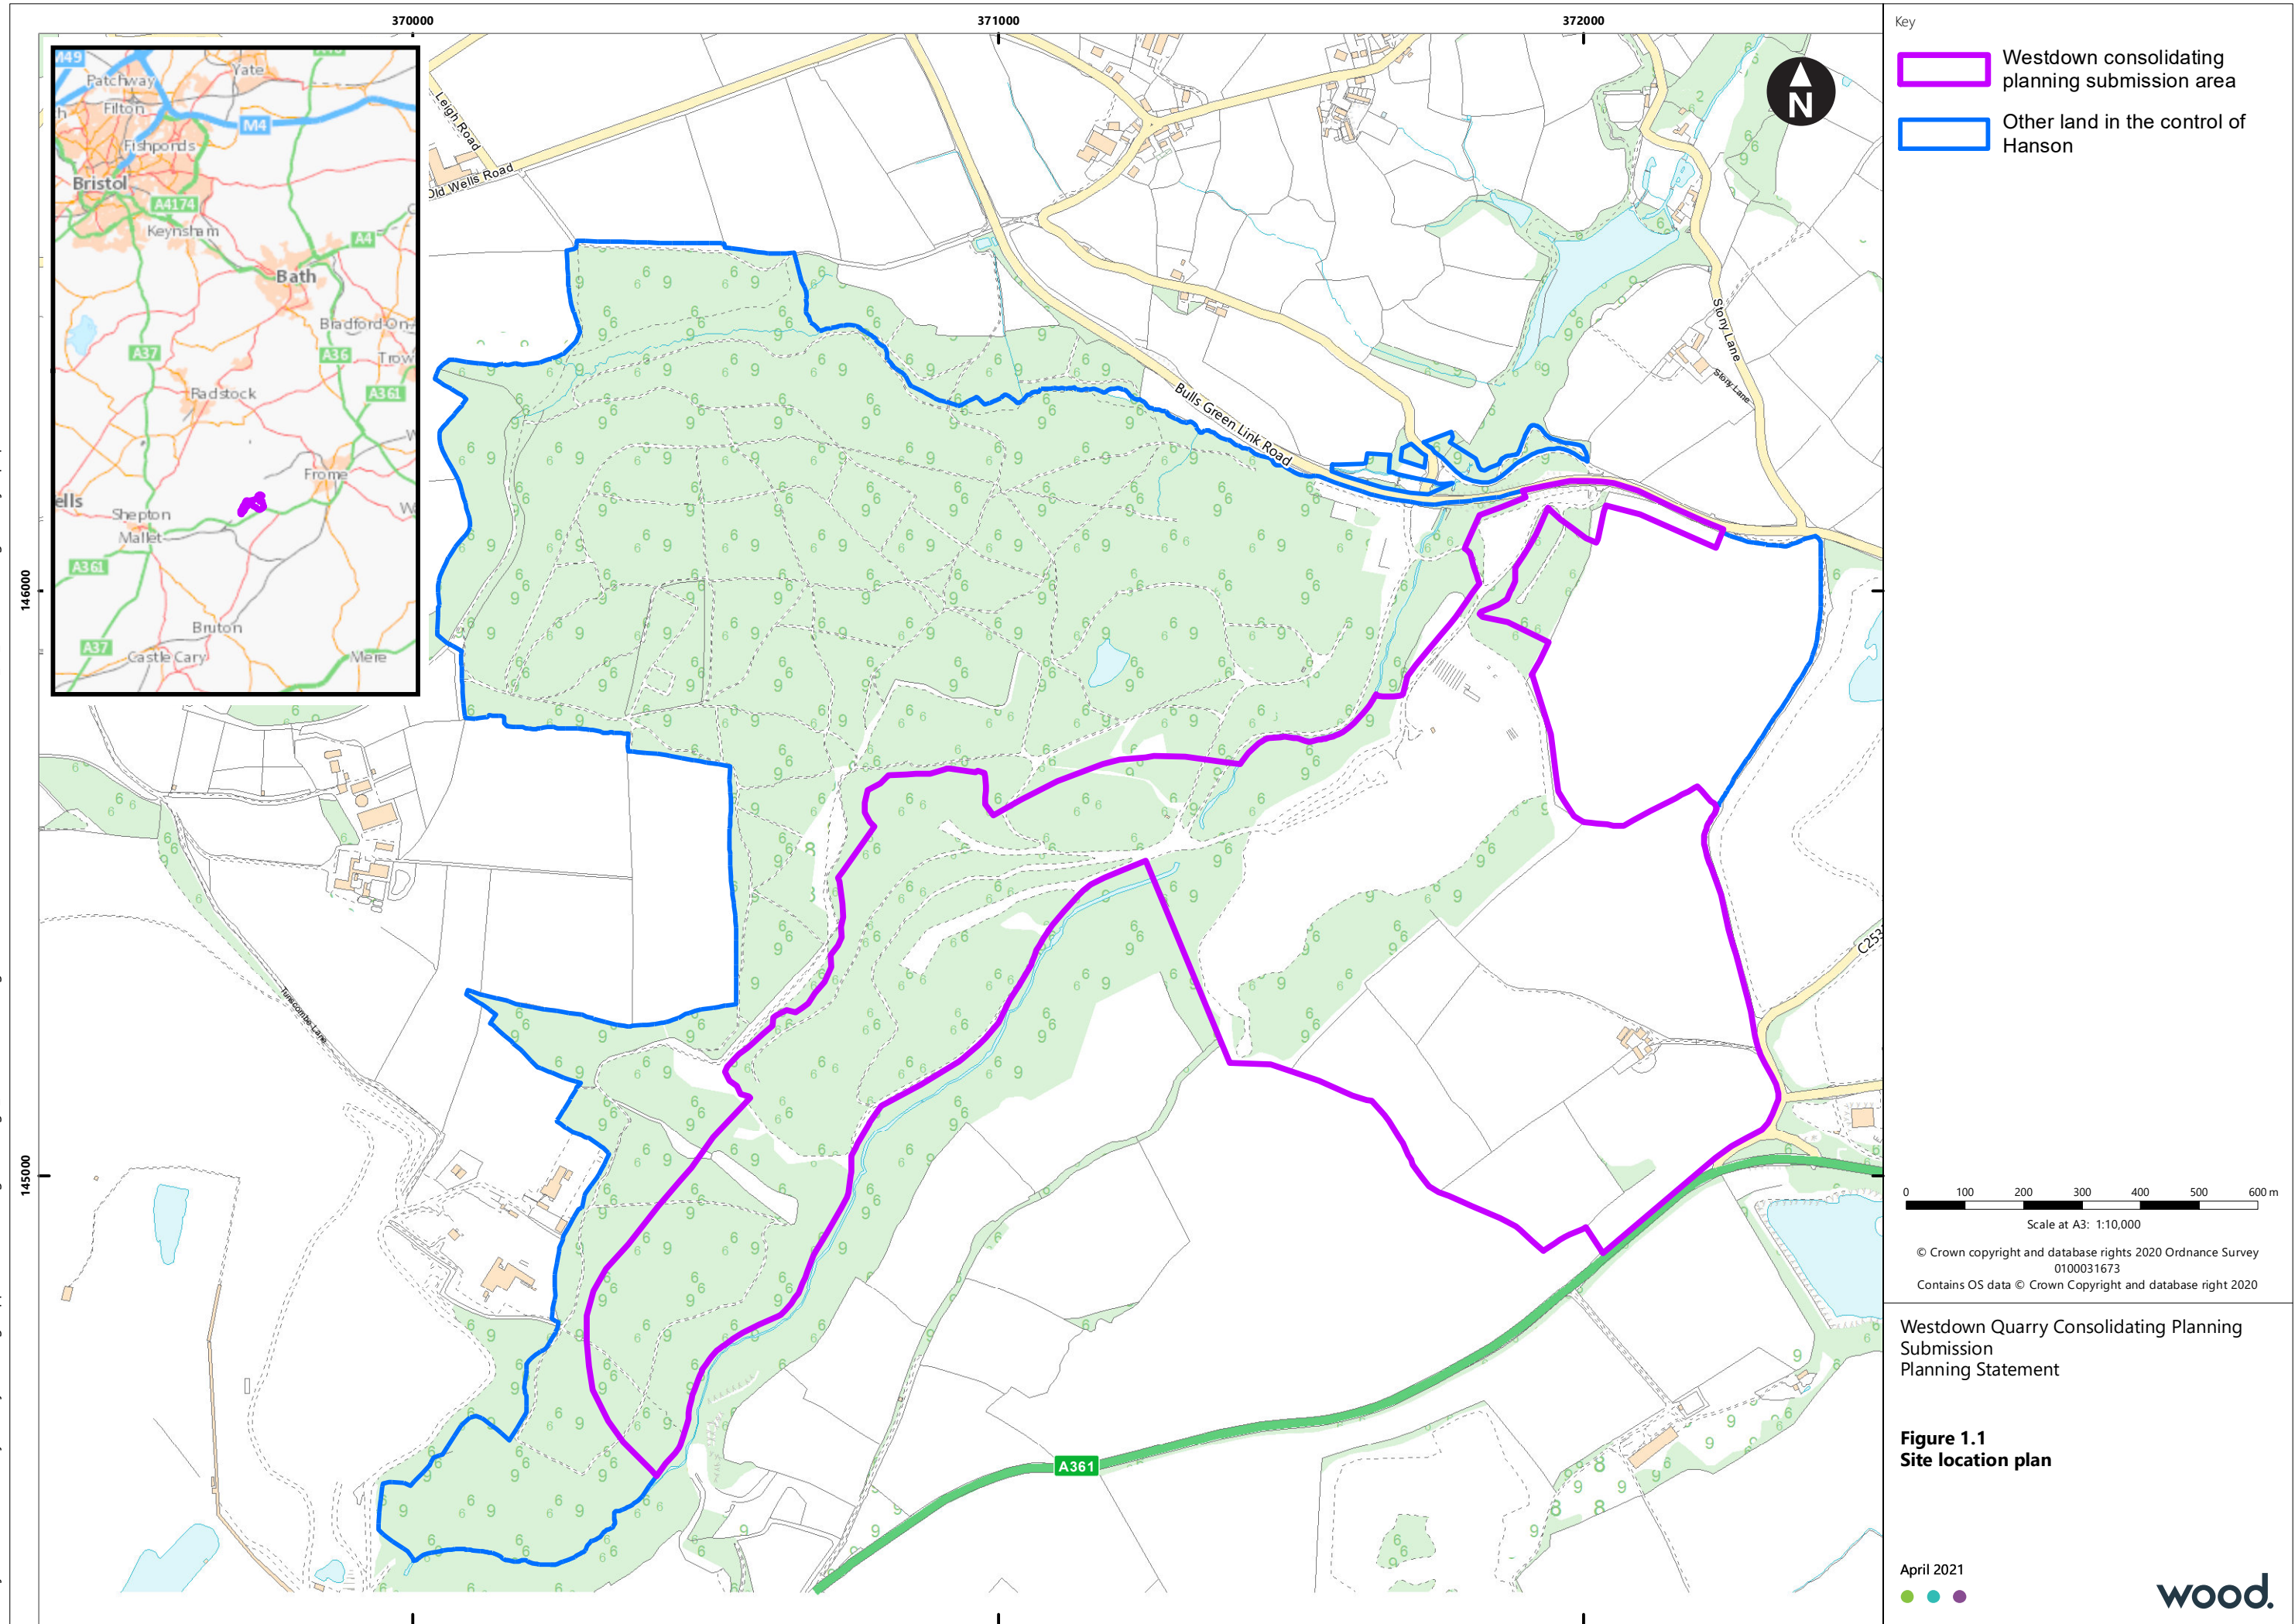 370000
371000
372000
146000
145000
M49
Patchway
Yate
Filton
M4
Fishponds
Bristol
A4174
Keynsham
A4
Bath
Bradford-On-
A37
A36
Trow
Radstock
A361
Frome
ells
Shepton
Mallet
A361
Bruton
A37
Castle Cary
Mere
Leigh Road
Old Wells Road
Bulls Green Link Road
Stony Lane
Stony Lane
Tunscombe Lane
C253
A361
N
Key
Westdown consolidating
planning submission area
Other land in the control of
Hanson
0 100 200 300 400 500 600 m
Scale at A3: 1:10,000
© Crown copyright and database rights 2020 Ordnance Survey
0100031673
Contains OS data © Crown Copyright and database right 2020
Westdown Quarry Consolidating Planning
Submission
Planning Statement
Figure 1.1
Site location plan
April 2021
wood.